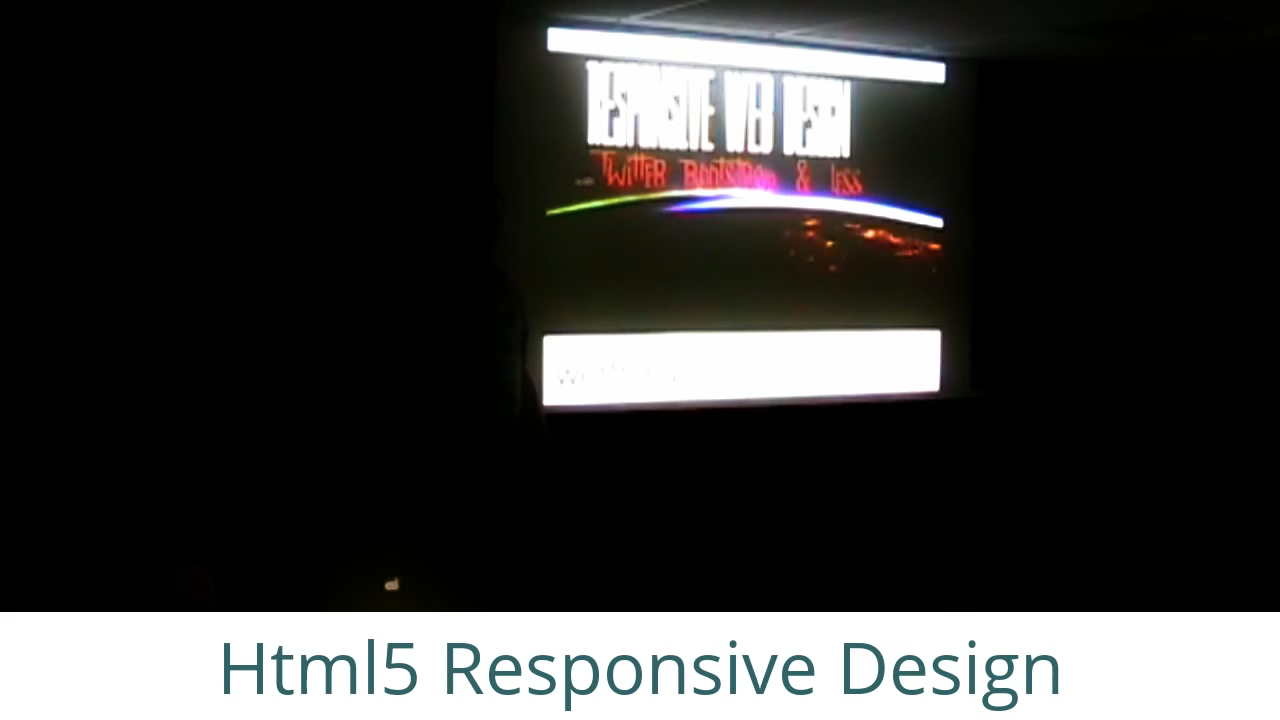 RESPONSIVE WEB DESIGN
Twitter Bootstrap & Less
Html5 Responsive Design